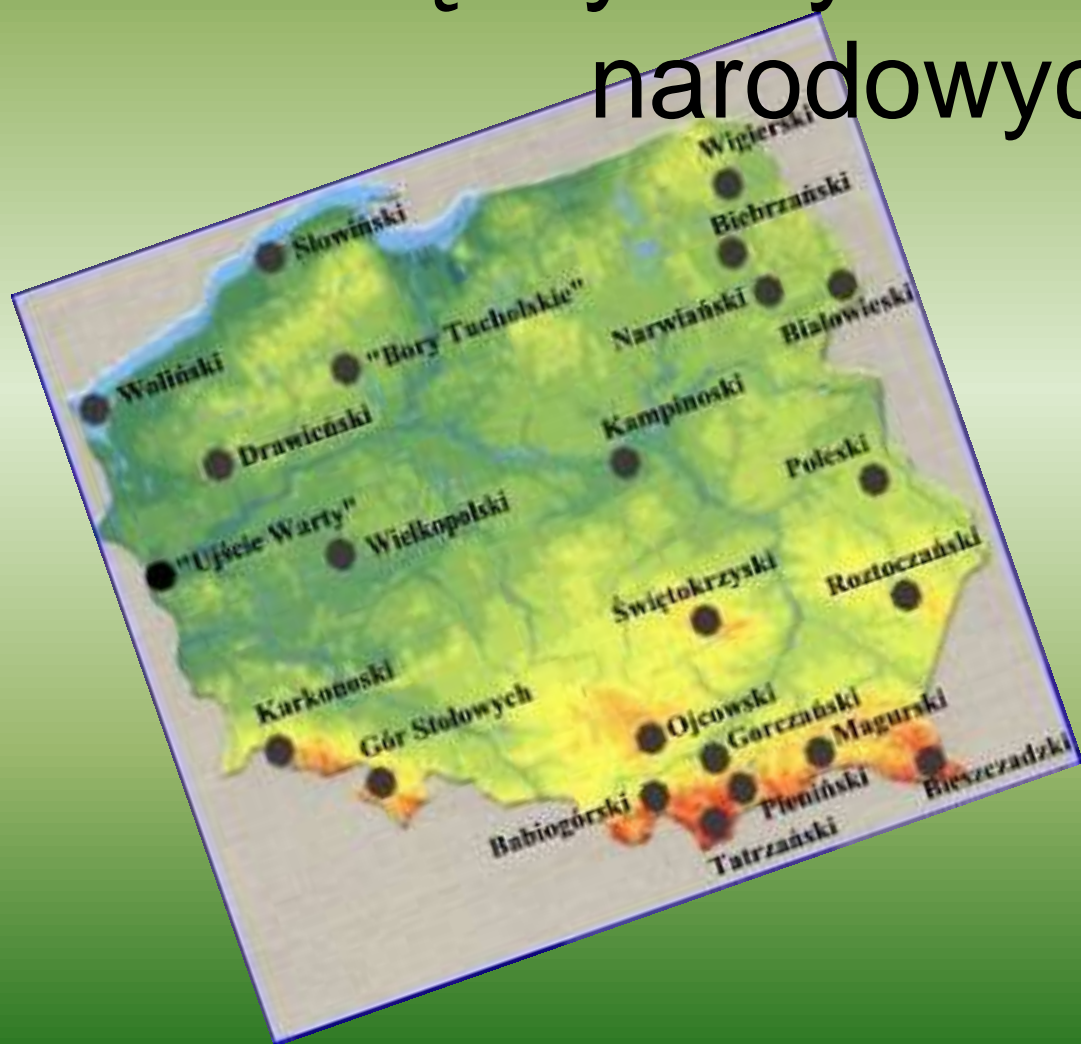 narodowyc
Wigierski
Biebrzański
Słowiński
Narwiański
Białowieski
"Bory Tucholskie"
Woliński
Drawieński
Kampinoski
Poleski
"Ujście Warty"
Wielkopolski
Roztoczański
Świętokrzyski
Karkonoski
Gór Stołowych
Ojcowski
Gorczański
Magurski
Bieszczadzki
Babiogórski
Pieniński
Tatrzański